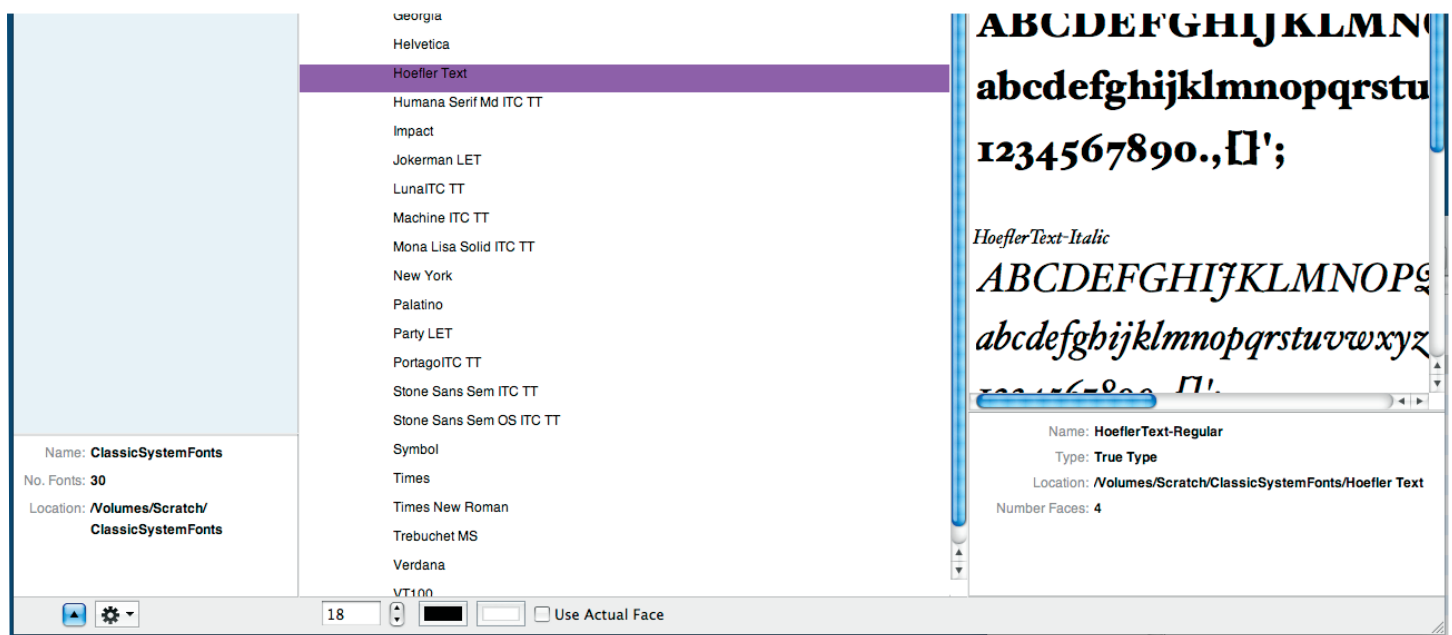 Name: ClassicSystemFonts
No. Fonts: 30
Location: /Volumes/Scratch/
ClassicSystemFonts
Georgia
Helvetica
Hoefler Text
Humana Serif Md ITC TT
Impact
Jokerman LET
LunaITC TT
Machine ITC TT
Mona Lisa Solid ITC TT
New York
Palatino
Party LET
PortagoITC TT
Stone Sans Sem ITC TT
Stone Sans Sem OS ITC TT
Symbol
Times
Times New Roman
Trebuchet MS
Verdana
VT100
18
Use Actual Face
ABCDEFGHIJKLMN
abcdefghijklmnopqrstu
1234567890.,{[]}';
HoeflerText-Italic
ABCDEFGHIJKLMNOPQ
abcdefghijklmnopqrstuvwxyz
1234567890.,{[]}';
Name: HoeflerText-Regular
Type: True Type
Location: /Volumes/Scratch/ClassicSystemFonts/Hoefler Text
Number Faces: 4